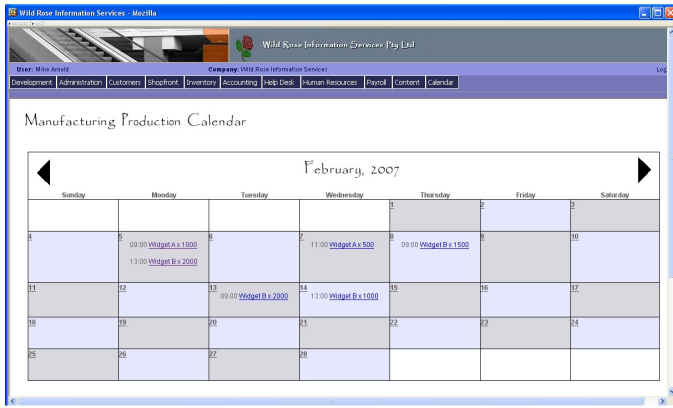 Wild Rose Information Services - Mozilla
Wild Rose Information Services Pty Ltd
User: Mike Arnold Company: Wild Rose Information Services Log
Development Administration Customers Shopfront Inventory Accounting Help Desk Human Resources Payroll Content Calendar
Manufacturing Production Calendar
February, 2007
Sunday Monday Tuesday Wednesday Thursday Friday Saturday
1 2 3
4 5 6 7 8 9 10
09:00 Widget A x 1000 11:00 Widget A x 500 09:00 Widget B x 1500
13:00 Widget B x 2000
11 12 13 14 15 16 17
09:00 Widget B x 2000 13:00 Widget B x 1000
18 19 20 21 22 23 24
25 26 27 28